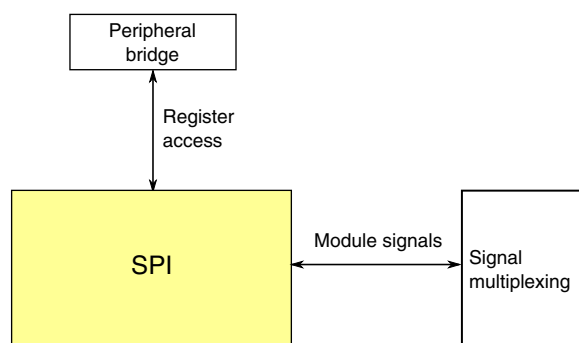 Peripheral
bridge
Register
access
SPI
Module signals
Signal
multiplexing